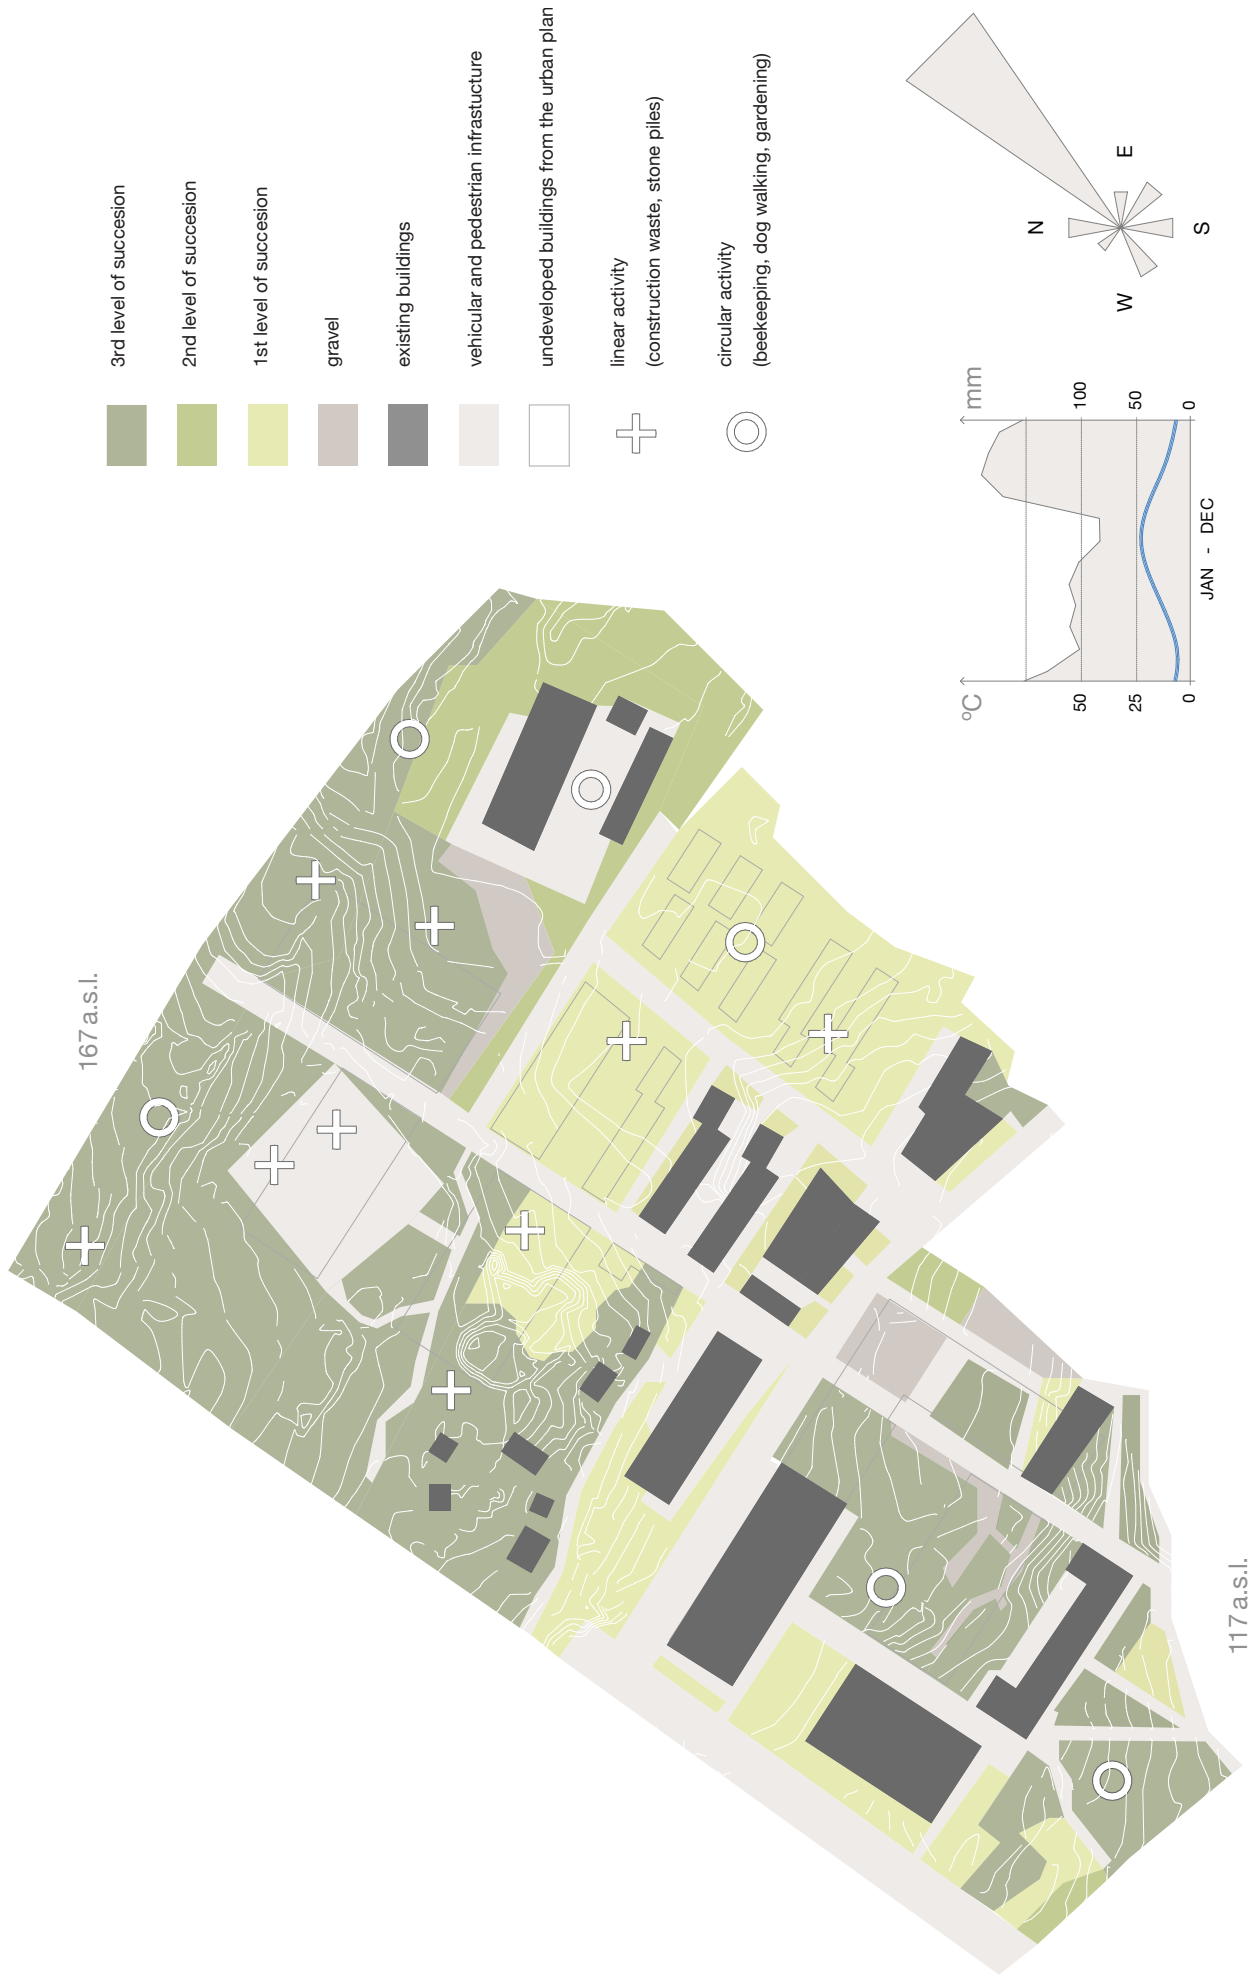 3rd level of succesion
2nd level of succesion
1st level of succesion
gravel
existing buildings
vehicular and pedestrian infrastucture
undeveloped buildings from the urban plan
linear activity
(construction waste, stone piles)
circular activity
(beekeeping, dog walking, gardening)
N
E
S
W
ºC
mm
50
25
0
100
50
0
JAN - DEC
167 a.s.l.
117 a.s.l.